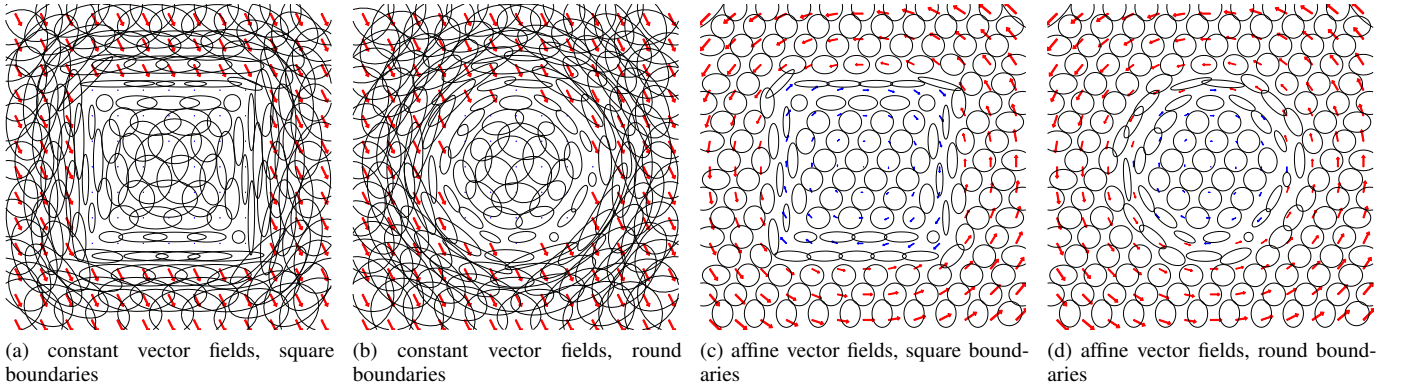 (a) constant vector fields, square
boundaries
(b) constant vector fields, round
boundaries
(c) affine vector fields, square bound-
aries
(d) affine vector fields, round bound-
aries